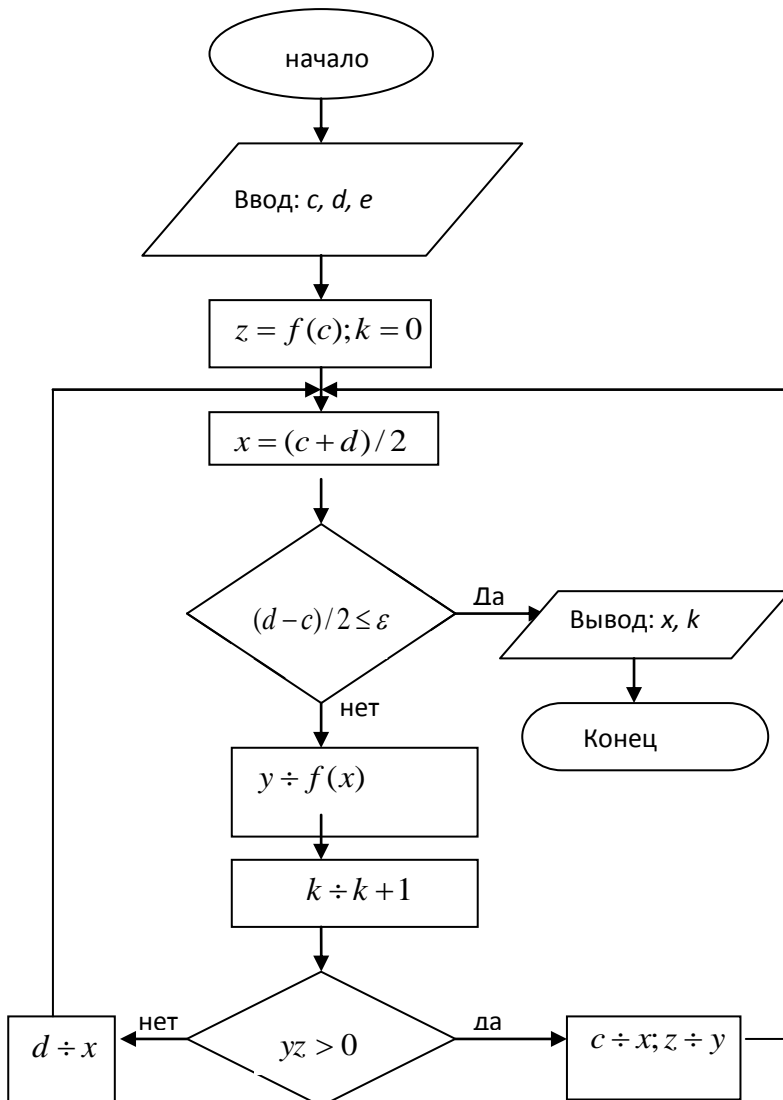 начало
Ввод: c, d, e
z = f(c); k = 0
x = (c + d) / 2
(d − c) / 2 ≤ ε
Да
Вывод: x, k
нет
Конец
y ÷ f(x)
k ÷ k + 1
yz > 0
нет
d ÷ x
да
c ÷ x; z ÷ y